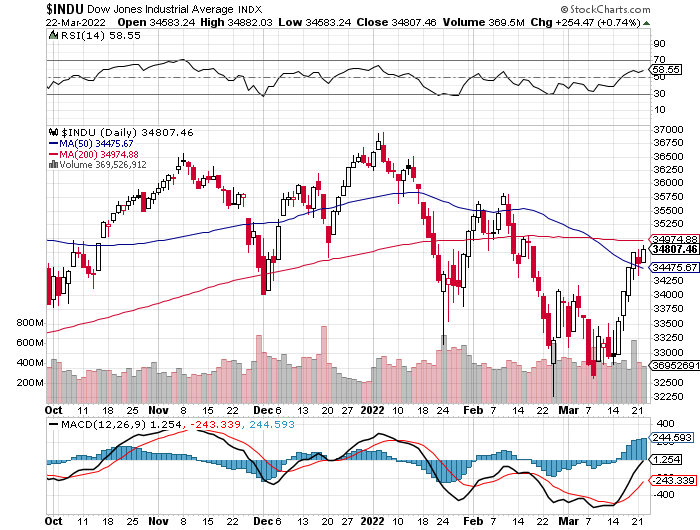 $INDU Dow Jones Industrial Average INDX © StockCharts.com
22-Mar-2022 Open 34583.24 High 34882.03 Low 34583.24 Close 34807.46 Volume 369.5M Chg +254.47 (+0.74%)
RSI(14) 58.55
90
70
58.55
50
30
10
$INDU (Daily) 34807.46
MA(50) 34475.67
MA(200) 34974.88
Volume 369,526,912
37000
36750
36500
36250
36000
35750
35500
35250
34974.88
34807.46
34475.67
34250
34000
33750
33500
33250
33000
32750
36952691
32500
32250
800M
600M
400M
200M
Oct 11 18 25 Nov 8 15 22 Dec 6 13 20 27 2022 10 18 24 Feb 7 14 22 Mar 7 14 21
MACD(12,26,9) 1.254, -243.339, 244.593
400
244.593
1.254
-243.339
-400
Oct 11 18 25 Nov 8 15 22 Dec 6 13 20 27 2022 10 18 24 Feb 7 14 22 Mar 7 14 21